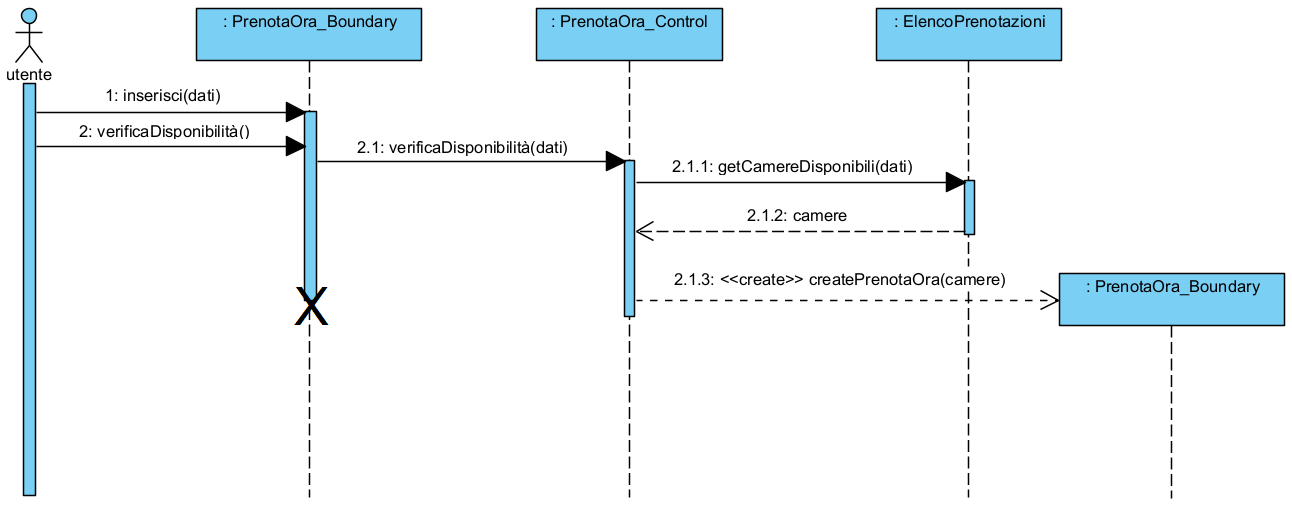 : PrenotaOra_Boundary
: PrenotaOra_Control
: ElencoPrenotazioni
utente
1: inserisci(dati)
2: verificaDisponibilità()
2.1: verificaDisponibilità(dati)
2.1.1: getCamereDisponibili(dati)
2.1.2: camere
2.1.3: <<create>> createPrenotaOra(camere)
: PrenotaOra_Boundary